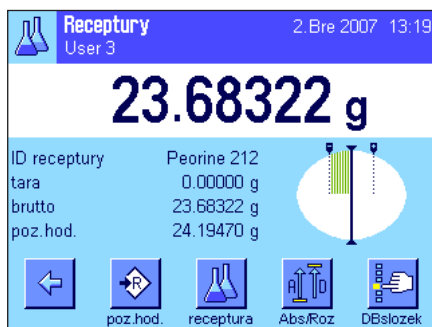 Receptury 2.Bre 2007 13:19
User 3
23.68322 g
ID receptury Peorine 212
tara 0.00000 g
brutto 23.68322 g
poz.hod. 24.19470 g
poz.hod. receptura Abs/Roz DBslozek